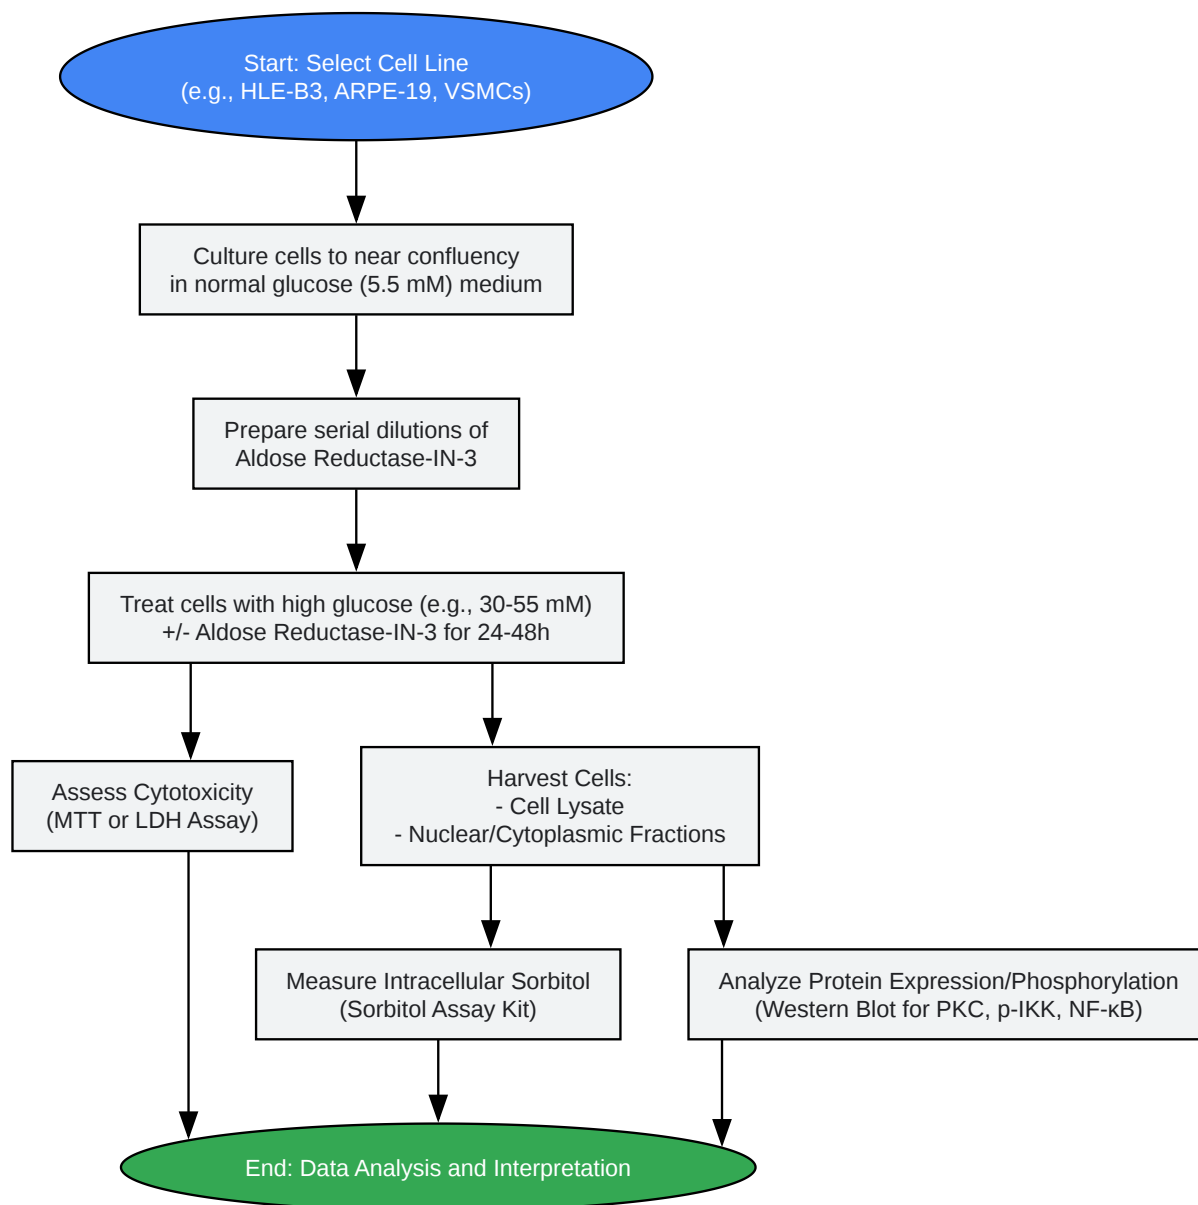 Start: Select Cell Line
(e.g., HLE-B3, ARPE-19, VSMCs)
Culture cells to near confluency
in normal glucose (5.5 mM) medium
Prepare serial dilutions of
Aldose Reductase-IN-3
Treat cells with high glucose (e.g., 30-55 mM)
+/- Aldose Reductase-IN-3 for 24-48h
Assess Cytotoxicity
(MTT or LDH Assay)
Harvest Cells:
- Cell Lysate
- Nuclear/Cytoplasmic Fractions
Measure Intracellular Sorbitol
(Sorbitol Assay Kit)
Analyze Protein Expression/Phosphorylation
(Western Blot for PKC, p-IKK, NF-κB)
End: Data Analysis and Interpretation